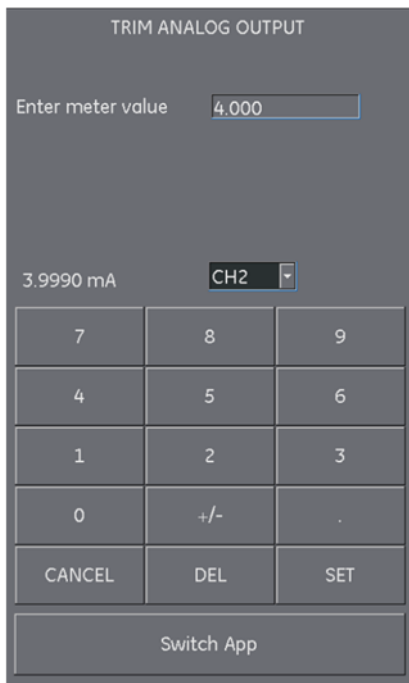 TRIM ANALOG OUTPUT
Enter meter value 4.000
3.9990 mA CH2
7 8 9
4 5 6
1 2 3
0 +/- .
CANCEL DEL SET
Switch App